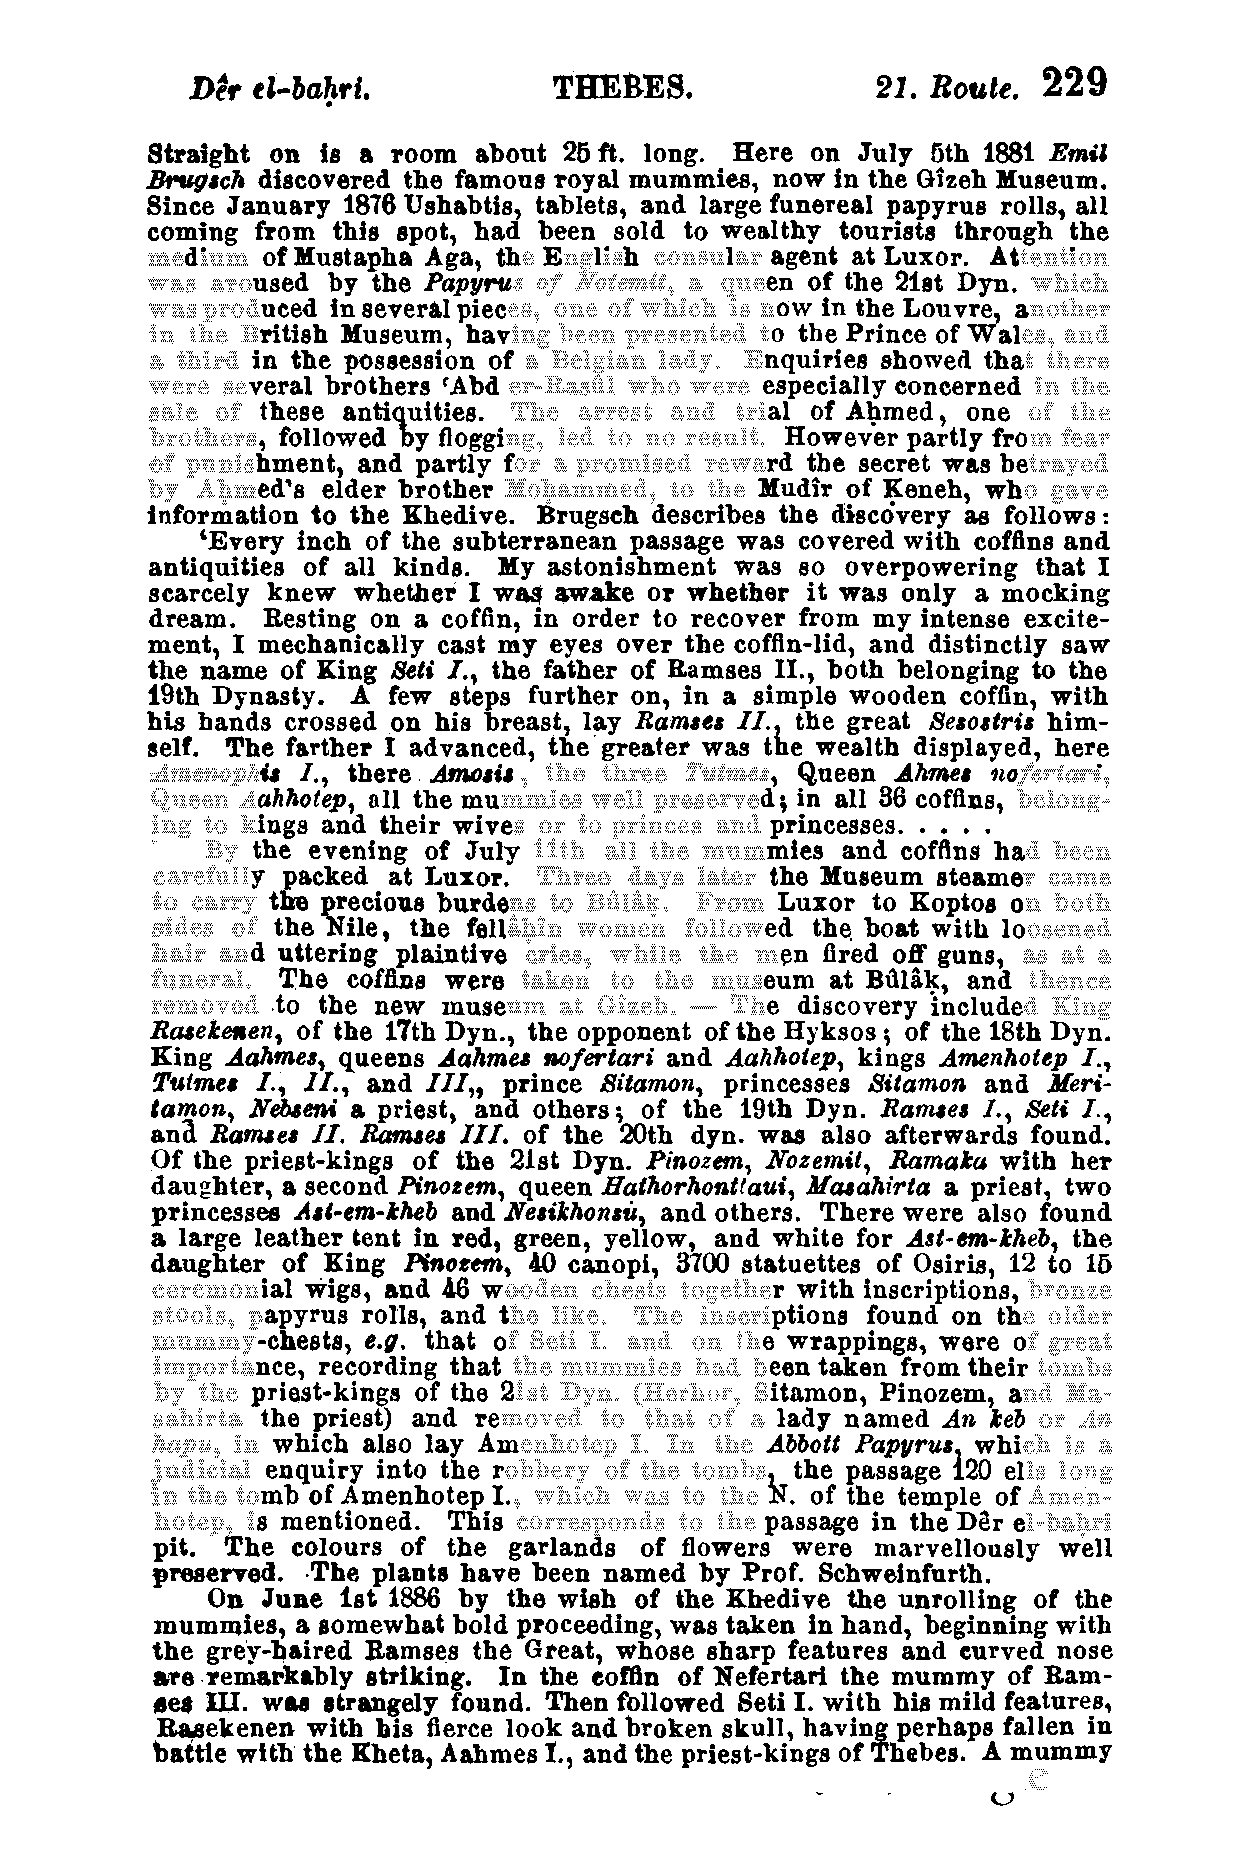 Dêr el-baḥri. THEBES. 21. Route. 229
Straight on is a room about 25 ft. long. Here on July 5th 1881 Emil
Brugsch discovered the famous royal mummies, now in the Gîzeh Museum.
Since January 1876 Ushabtis, tablets, and large funereal papyrus rolls, all
coming from this spot, had been sold to wealthy tourists through the
medium of Mustapha Aga, the English consular agent at Luxor. Attention
was aroused by the Papyrus of Notemit, a queen of the 21st Dyn. which
was produced in several pieces, one of which is now in the Louvre, another
in the British Museum, having been presented to the Prince of Wales, and
a third in the possession of a Belgian lady. Enquiries showed that there
were several brothers ʿAbd er-Rasûl who were especially concerned in the
sale of these antiquities. The arrest and trial of Aḥmed, one of the
brothers, followed by flogging, led to no result. However partly from fear
of punishment, and partly for a promised reward the secret was betrayed
by Ahmed's elder brother Mohammed, to the Mudîr of Ḳeneh, who gave
information to the Khedive. Brugsch describes the discovery as follows:
'Every inch of the subterranean passage was covered with coffins and
antiquities of all kinds. My astonishment was so overpowering that I
scarcely knew whether I was awake or whether it was only a mocking
dream. Resting on a coffin, in order to recover from my intense excite-
ment, I mechanically cast my eyes over the coffin-lid, and distinctly saw
the name of King Seti I., the father of Ramses II., both belonging to the
19th Dynasty. A few steps further on, in a simple wooden coffin, with
his hands crossed on his breast, lay Ramses II., the great Sesostris him-
self. The farther I advanced, the greater was the wealth displayed, here
Amenophis I., there Amosis, the three Tutmes, Queen Ahmes nofertari,
Queen Aahhotep, all the mummies well preserved; in all 36 coffins, belong-
ing to kings and their wives or to princes and princesses. . . . .
By the evening of July 11th all the mummies and coffins had been
carefully packed at Luxor. Three days later the Museum steamer came
to carry the precious burdens to Bûlâḳ. From Luxor to Koptos on both
sides of the Nile, the fellâhîn women followed the boat with loosened
hair and uttering plaintive cries, while the men fired off guns, as at a
funeral. The coffins were taken to the museum at Bûlâḳ, and thence
removed to the new museum at Gîzeh. — The discovery included King
Rasekenen, of the 17th Dyn., the opponent of the Hyksos; of the 18th Dyn.
King Aahmes, queens Aahmes nofertari and Aahhotep, kings Amenhotep I.,
Tutmes I., II., and III,, prince Sitamon, princesses Sitamon and Meri-
tamon, Nebseni a priest, and others; of the 19th Dyn. Ramses I., Seti I.,
and Ramses II. Ramses III. of the 20th dyn. was also afterwards found.
Of the priest-kings of the 21st Dyn. Pinozem, Nozemit, Ramaka with her
daughter, a second Pinozem, queen Hathorhonttaui, Masahirta a priest, two
princesses Ast-em-kheb and Nesikhonsü, and others. There were also found
a large leather tent in red, green, yellow, and white for Ast-em-kheb, the
daughter of King Pinozem, 40 canopi, 3700 statuettes of Osiris, 12 to 15
ceremonial wigs, and 46 wooden chests together with inscriptions, bronze
stools, papyrus rolls, and the like. The inscriptions found on the older
mummy-chests, e.g. that of Seti I. and on the wrappings, were of great
importance, recording that the mummies had been taken from their tombs
by the priest-kings of the 21st Dyn. (Herhor, Sitamon, Pinozem, and Ma-
sahirta the priest) and removed to that of a lady named An keb or An
hapu, in which also lay Amenhotep I. In the Abbott Papyrus, which is a
judicial enquiry into the robbery of the tombs, the passage 120 ells long
in the tomb of Amenhotep I., which was to the N. of the temple of Amen-
hotep, is mentioned. This corresponds to the passage in the Dêr el-baḥri
pit. The colours of the garlands of flowers were marvellously well
preserved. The plants have been named by Prof. Schweinfurth.
On June 1st 1886 by the wish of the Khedive the unrolling of the
mummies, a somewhat bold proceeding, was taken in hand, beginning with
the grey-haired Ramses the Great, whose sharp features and curved nose
are remarkably striking. In the coffin of Nefertari the mummy of Ram-
ses III. was strangely found. Then followed Seti I. with his mild features,
Rasekenen with his fierce look and broken skull, having perhaps fallen in
battle with the Kheta, Aahmes I., and the priest-kings of Thebes. A mummy